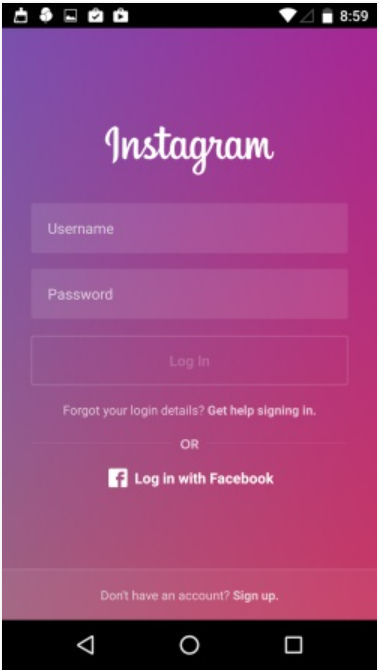 8:59
Instagram
Username
Password
Log In
Forgot your login details? Get help signing in.
OR
f Log in with Facebook
Don't have an account? Sign up.